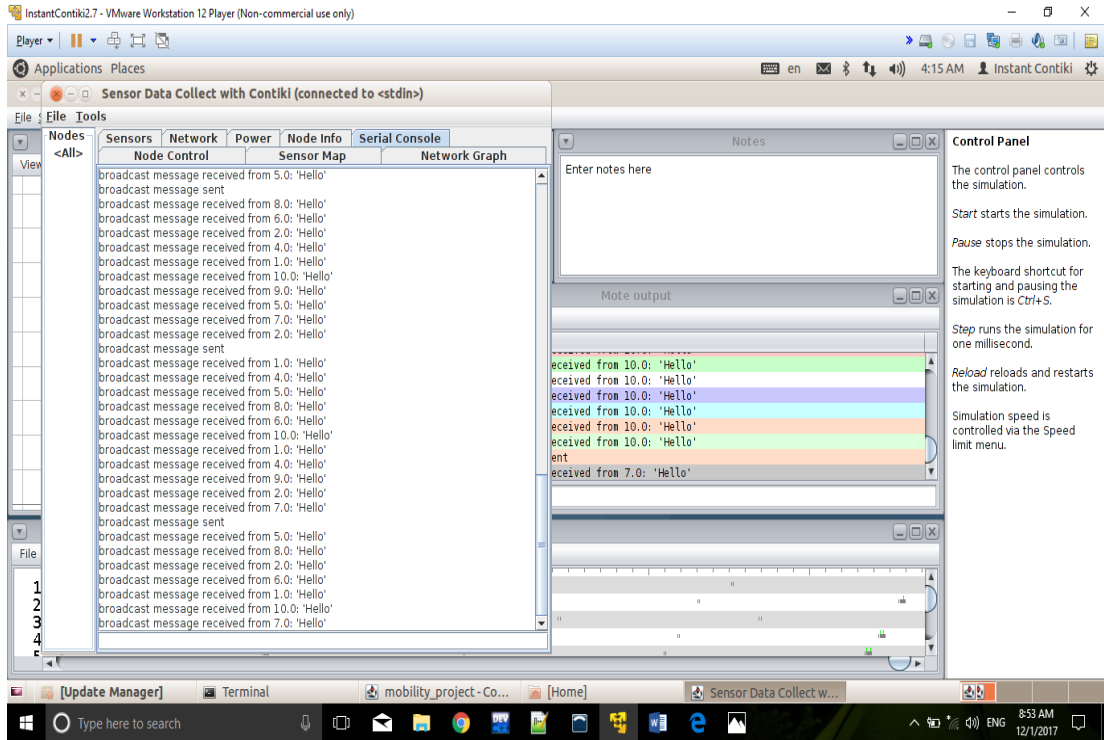 InstantContiki2.7 - VMware Workstation 12 Player (Non-commercial use only)
Player
Applications Places
en
4:15 AM
Instant Contiki
Sensor Data Collect with Contiki (connected to <stdin>)
File
File Tools
Nodes
<All>
Sensors
Network
Power
Node Info
Serial Console
Node Control
Sensor Map
Network Graph
View
broadcast message received from 5.0: 'Hello'
broadcast message sent
broadcast message received from 8.0: 'Hello'
broadcast message received from 6.0: 'Hello'
broadcast message received from 2.0: 'Hello'
broadcast message received from 4.0: 'Hello'
broadcast message received from 1.0: 'Hello'
broadcast message received from 10.0: 'Hello'
broadcast message received from 9.0: 'Hello'
broadcast message received from 5.0: 'Hello'
broadcast message received from 7.0: 'Hello'
broadcast message received from 2.0: 'Hello'
broadcast message sent
broadcast message received from 1.0: 'Hello'
broadcast message received from 4.0: 'Hello'
broadcast message received from 5.0: 'Hello'
broadcast message received from 8.0: 'Hello'
broadcast message received from 6.0: 'Hello'
broadcast message received from 10.0: 'Hello'
broadcast message received from 1.0: 'Hello'
broadcast message received from 4.0: 'Hello'
broadcast message received from 9.0: 'Hello'
broadcast message received from 2.0: 'Hello'
broadcast message received from 7.0: 'Hello'
broadcast message sent
broadcast message received from 5.0: 'Hello'
broadcast message received from 8.0: 'Hello'
broadcast message received from 2.0: 'Hello'
broadcast message received from 6.0: 'Hello'
broadcast message received from 1.0: 'Hello'
broadcast message received from 10.0: 'Hello'
broadcast message received from 7.0: 'Hello'
Notes
Enter notes here
Mote output
eceived from 10.0: 'Hello'
eceived from 10.0: 'Hello'
eceived from 10.0: 'Hello'
eceived from 10.0: 'Hello'
eceived from 10.0: 'Hello'
eceived from 10.0: 'Hello'
ent
eceived from 7.0: 'Hello'
Control Panel
The control panel controls
the simulation.
Start starts the simulation.
Pause stops the simulation.
The keyboard shortcut for
starting and pausing the
simulation is Ctrl+S.
Step runs the simulation for
one millisecond.
Reload reloads and restarts
the simulation.
Simulation speed is
controlled via the Speed
limit menu.
File
1
2
3
4
[Update Manager]
Terminal
mobility_project - Co...
[Home]
Sensor Data Collect w...
Type here to search
DEV
ENG
8:53 AM
12/1/2017